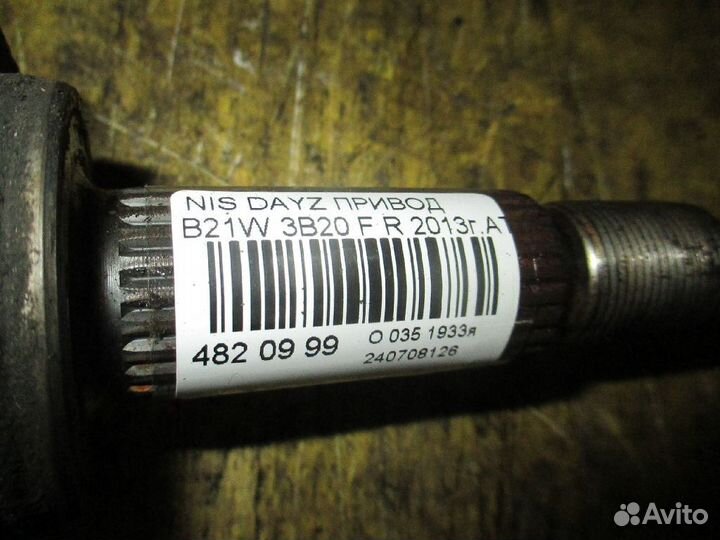 NIS DAYZ ПРИВОД
B21W 3B20 F R 2013г.AT
482 09 99
O 035 1933я
240708126
Avito